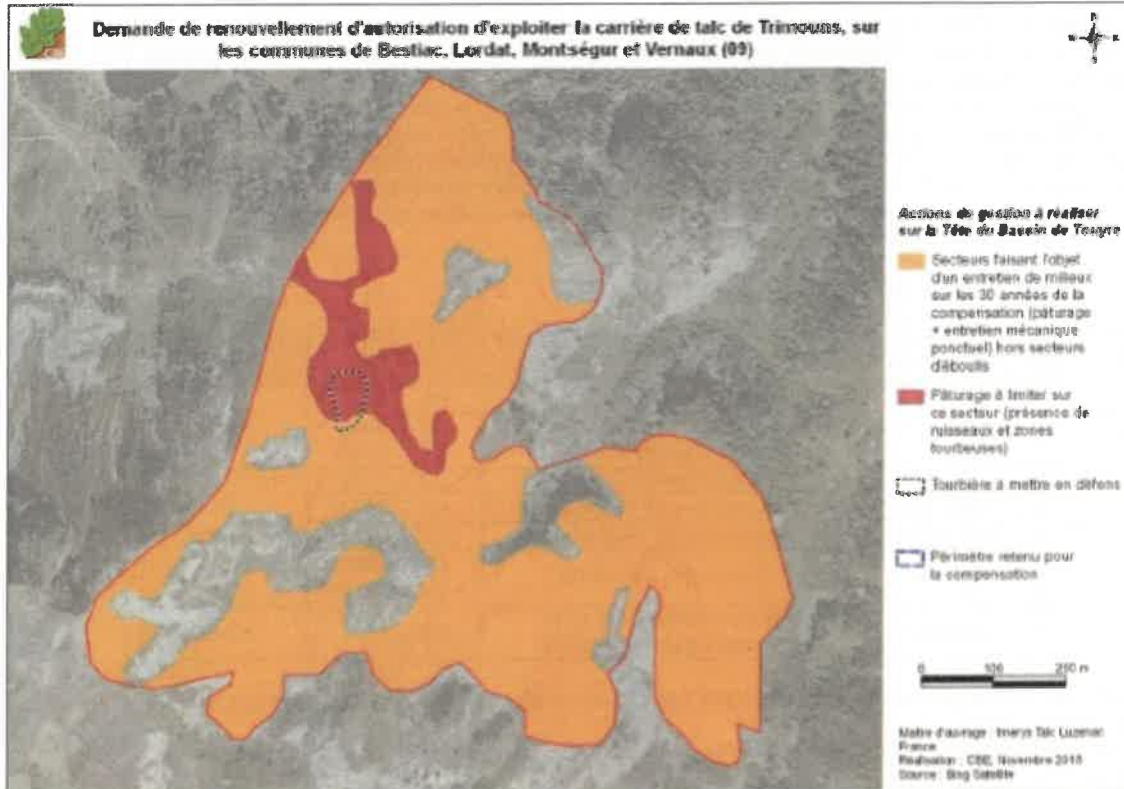 Demande de renouvellement d'autorisation d'exploiter la carrière de talc de Trimouns, sur
les communes de Bestiac, Lordat, Montségur et Vernaux (09)
N
W E
S
Actions de gestion à réaliser
sur la Tête du Bassin de Touyre
Secteurs faisant l'objet
d'un entretien de milieux
sur les 30 années de la
compensation (pâturage
+ entretien mécanique
ponctuel) hors secteurs
d'éboulis
Pâturage à limiter sur
ce secteur (présence de
ruisseaux et zones
tourbeuses)
Tourbière à mettre en défens
Périmètre retenu pour
la compensation
0 250 m
Maître d'ouvrage : Imerys Talc Luzenac
France
Réalisation : CBE, Novembre
Source : Bing Satellite